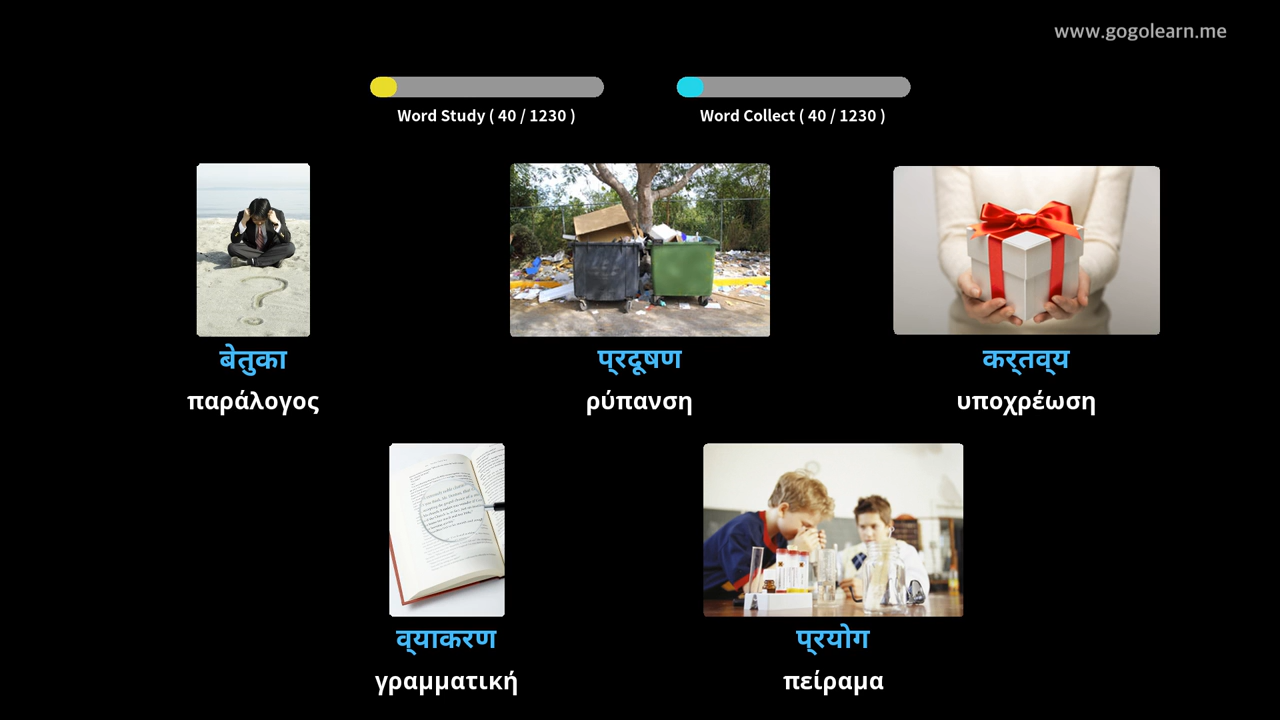 www.gogolearn.me
Word Study ( 40 / 1230 )
Word Collect ( 40 / 1230 )
बेतुका
παράλογος
प्रदूषण
ρύπανση
कर्तव्य
υποχρέωση
व्याकरण
γραμματική
प्रयोग
πείραμα